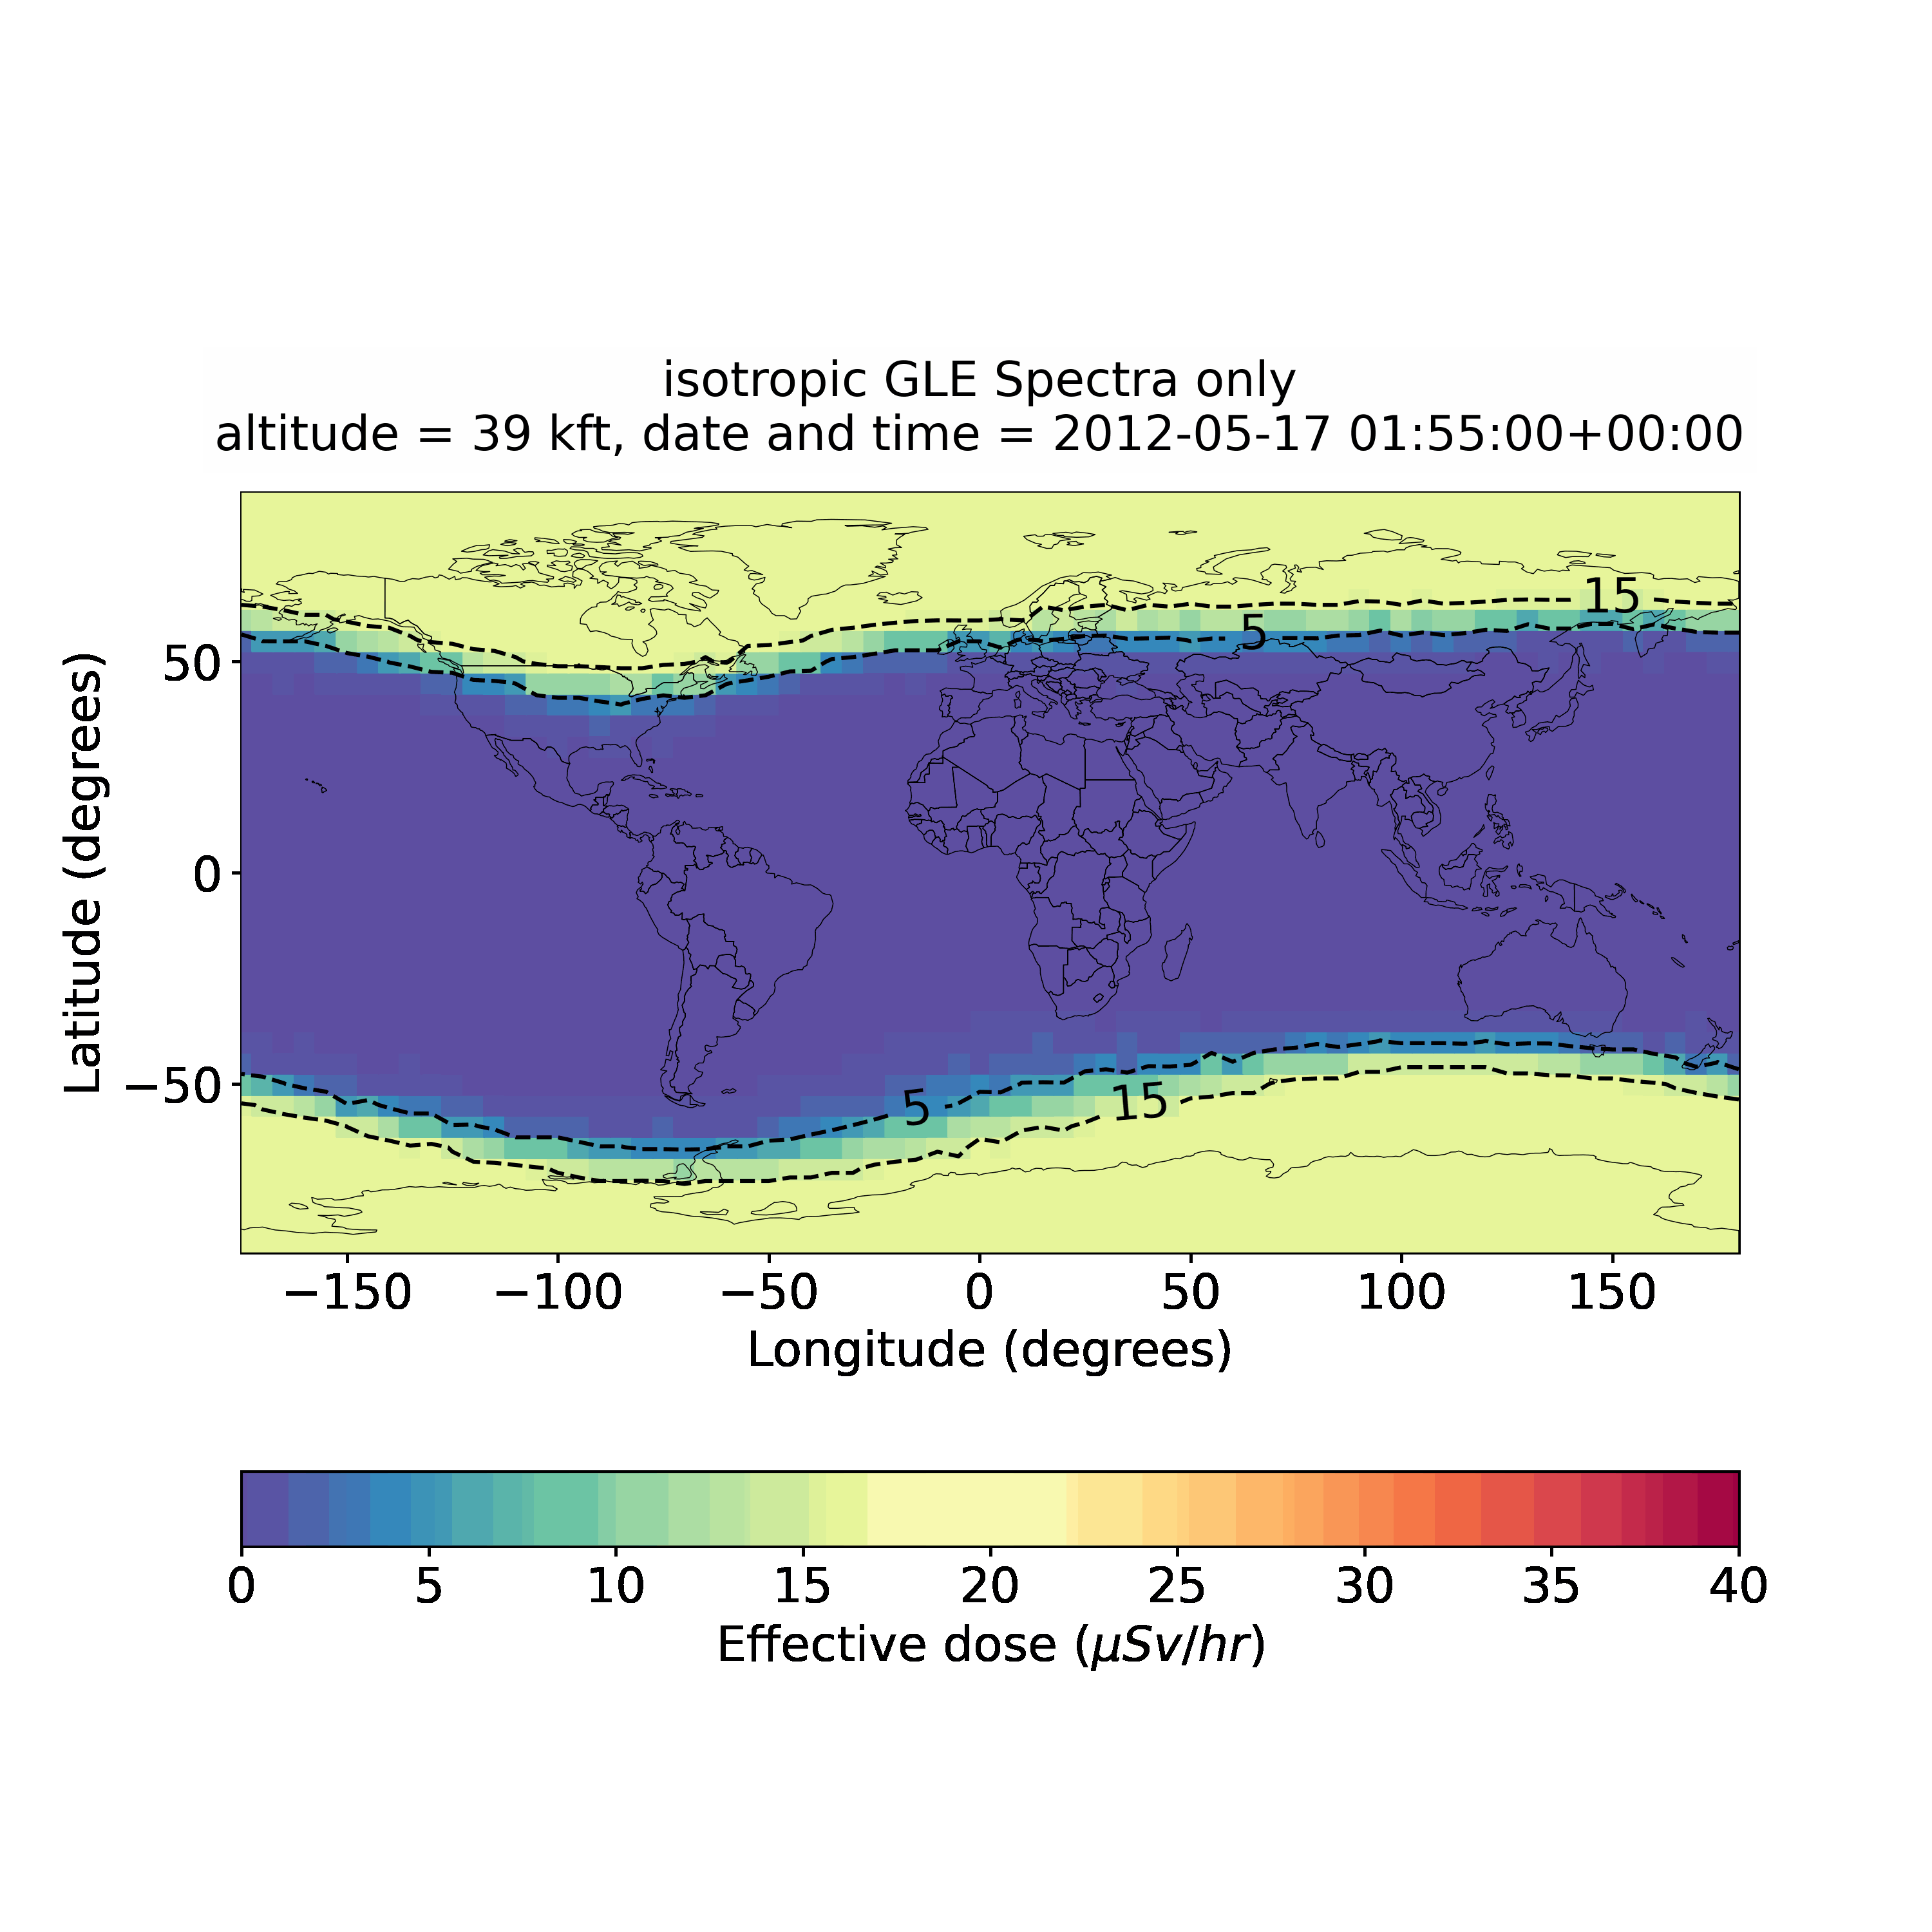 isotropic GLE Spectra only
altitude = 39 kft, date and time = 2012-05-17 01:55:00+00:00
15
5
5
15
Latitude (degrees)
50
0
−50
−150 −100 −50 0 50 100 150
Longitude (degrees)
0 5 10 15 20 25 30 35 40
Effective dose (μSv/hr)